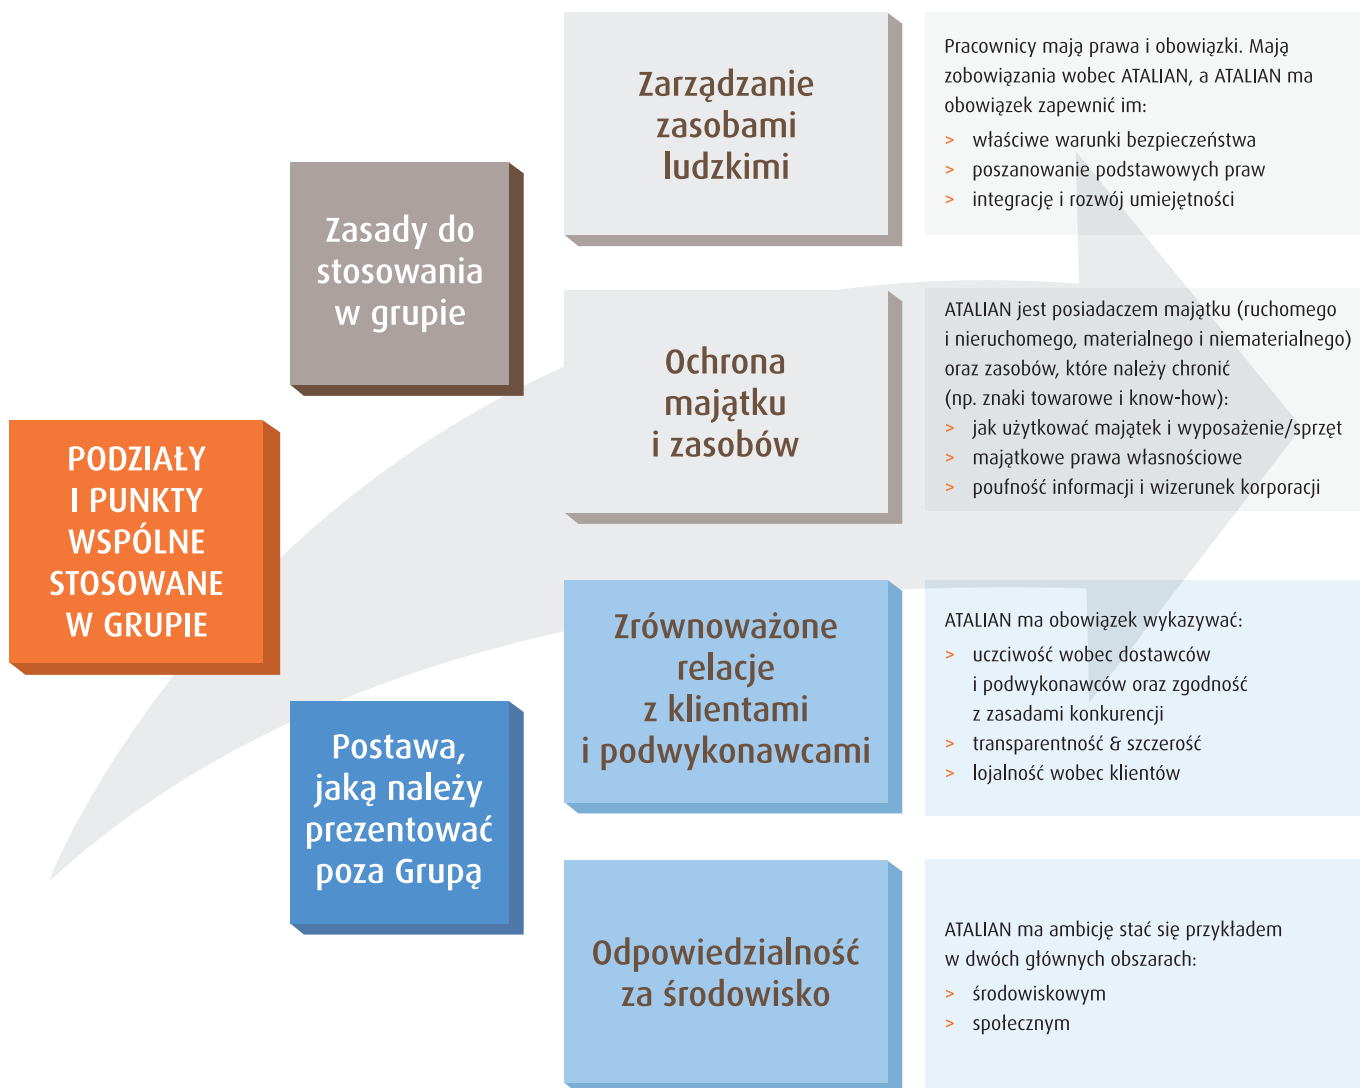 PODZIAŁY
I PUNKTY
WSPÓLNE
STOSOWANE
W GRUPIE
Zasady do
stosowania
w grupie
Zarządzanie
zasobami
ludzkimi
Pracownicy mają prawa i obowiązki. Mają
zobowiązania wobec ATALIAN, a ATALIAN ma
obowiązek zapewnić im:
> właściwe warunki bezpieczeństwa
> poszanowanie podstawowych praw
> integrację i rozwój umiejętności
Ochrona
majątku
i zasobów
ATALIAN jest posiadaczem majątku (ruchomego
i nieruchomego, materialnego i niematerialnego)
oraz zasobów, które należy chronić
(np. znaki towarowe i know-how):
> jak użytkować majątek i wyposażenie/sprzęt
> majątkowe prawa własnościowe
> poufność informacji i wizerunek korporacji
Postawa,
jaką należy
prezentować
poza Grupą
Zrównoważone
relacje
z klientami
i podwykonawcami
ATALIAN ma obowiązek wykazywać:
> uczciwość wobec dostawców
i podwykonawców oraz zgodność
z zasadami konkurencji
> transparentność & szczerość
> lojalność wobec klientów
Odpowiedzialność
za środowisko
ATALIAN ma ambicję stać się przykładem
w dwóch głównych obszarach:
> środowiskowym
> społecznym